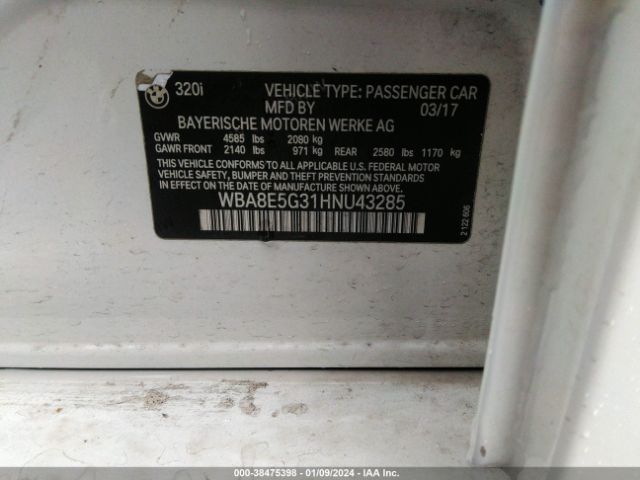 320i VEHICLE TYPE: PASSENGER CAR
MFD BY 03/17
BAYERISCHE MOTOREN WERKE AG
GVWR 4585 lbs 2080 kg
GAWR FRONT 2140 lbs 971 kg REAR 2580 lbs 1170 kg
THIS VEHICLE CONFORMS TO ALL APPLICABLE U.S. FEDERAL MOTOR
VEHICLE SAFETY, BUMPER AND THEFT PREVENTION STANDARDS
IN EFFECT ON THE DATE OF MANUFACTURE SHOWN ABOVE.
WBA8E5G31HNU43285
2 122 606
000-38475398 - 01/09/2024 - IAA Inc.